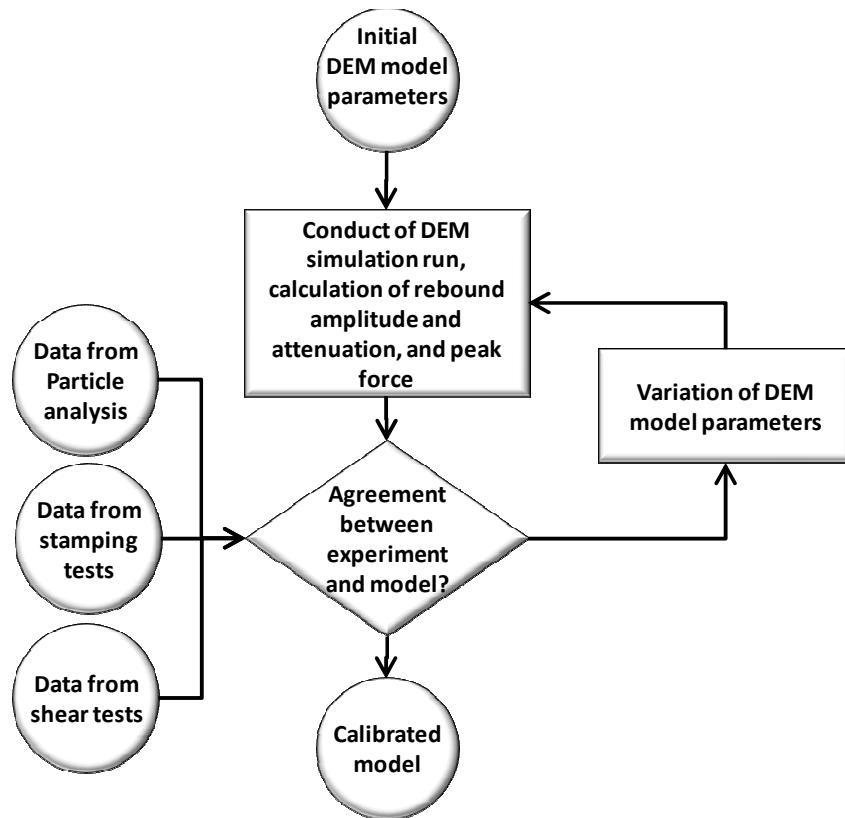 Initial
DEM model
parameters
Conduct of DEM
simulation run,
calculation of rebound
amplitude and
attenuation, and peak
force
Data from
Particle
analysis
Variation of DEM
model parameters
Data from
stamping
tests
Agreement
between
experiment
and model?
Data from
shear tests
Calibrated
model